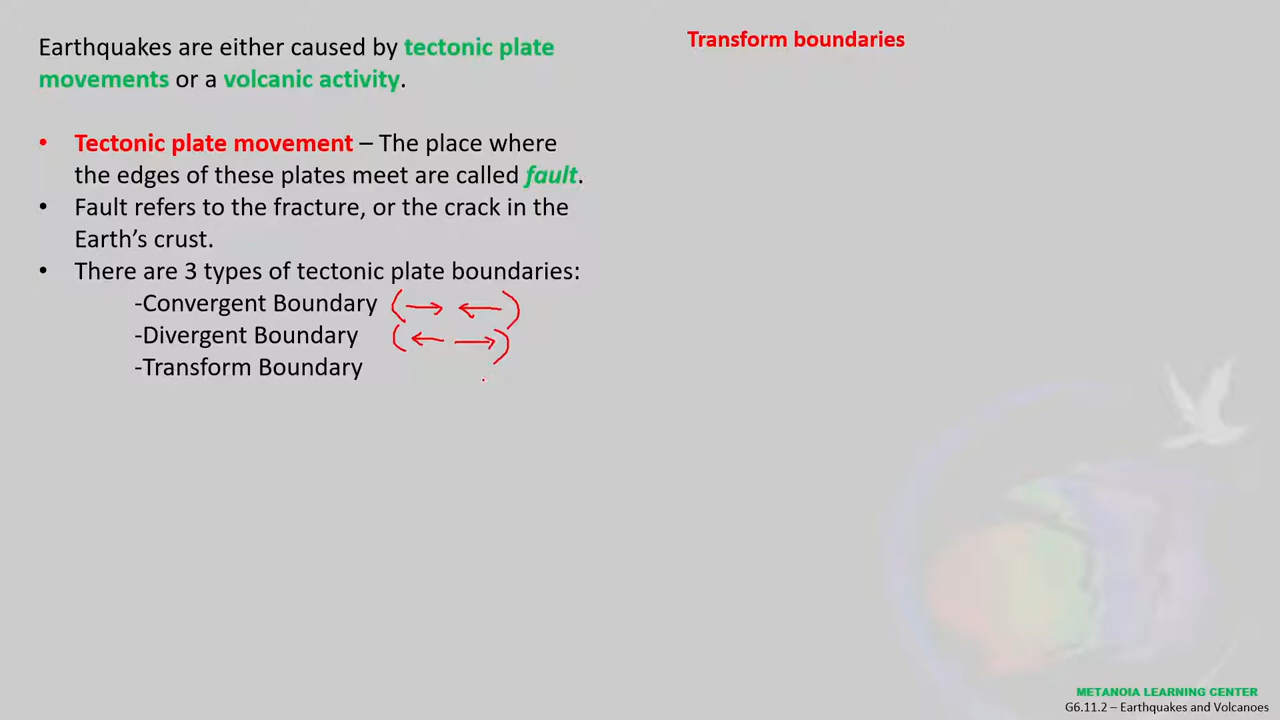 Earthquakes are either caused by tectonic plate
movements or a volcanic activity.
• Tectonic plate movement – The place where
the edges of these plates meet are called fault.
• Fault refers to the fracture, or the crack in the
Earth's crust.
• There are 3 types of tectonic plate boundaries:
-Convergent Boundary (→ ←)
-Divergent Boundary (← →)
-Transform Boundary
Transform boundaries
METANOIA LEARNING CENTER
G6.11.2 – Earthquakes and Volcanoes